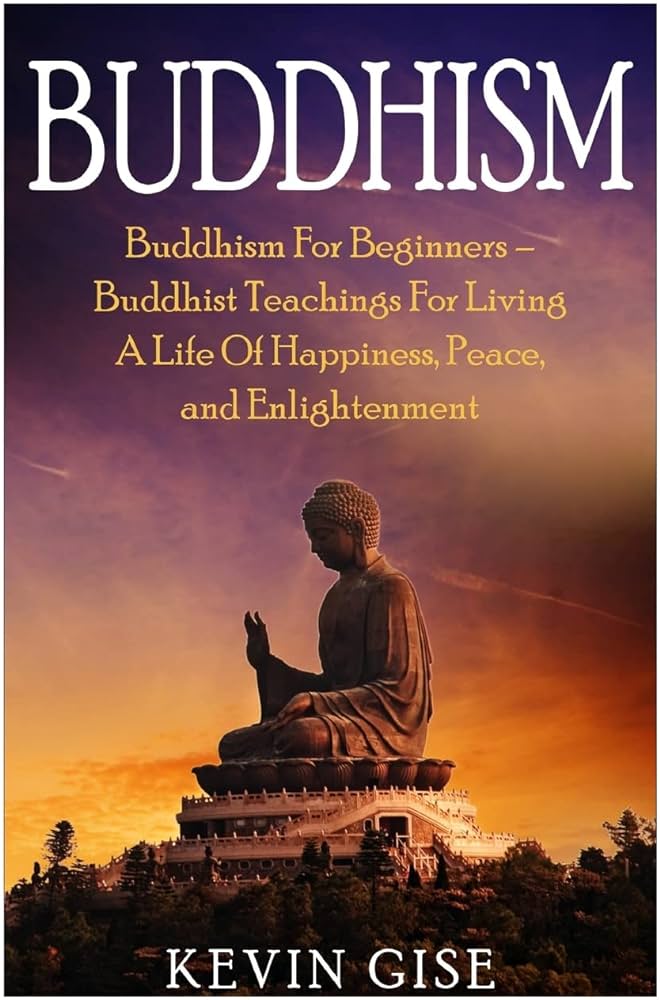 BUDDHISM
Buddhism For Beginners –
Buddhist Teachings For Living
A Life Of Happiness, Peace,
and Enlightenment
KEVIN GISE